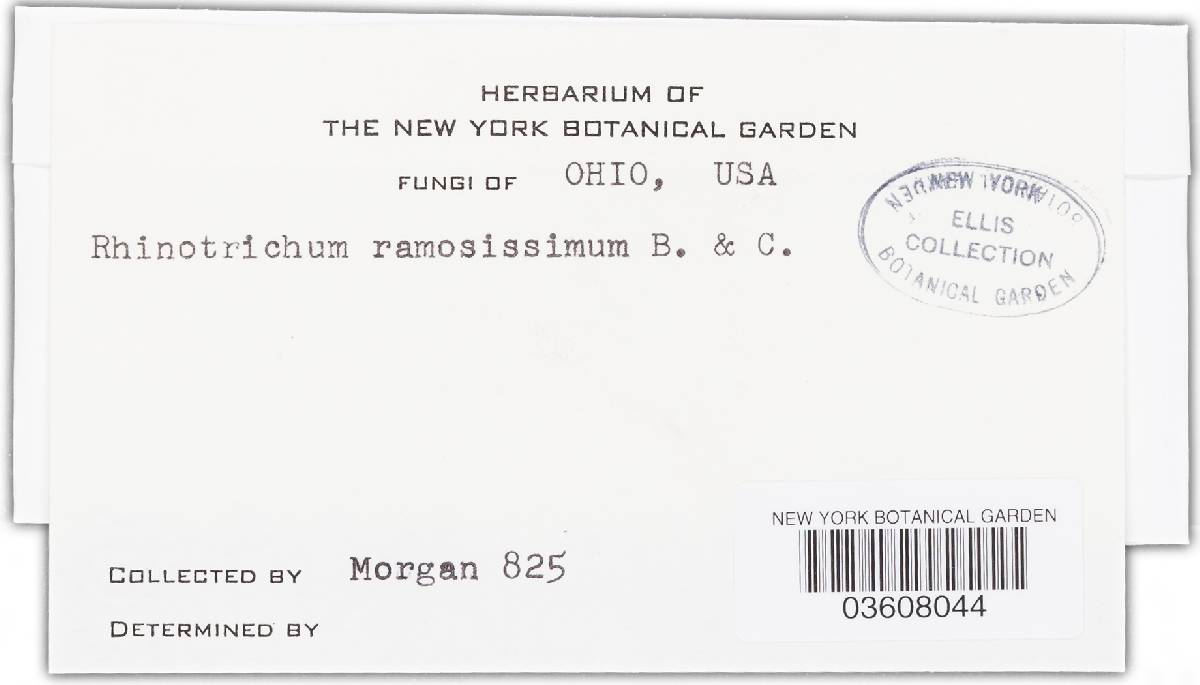 HERBARIUM OF
THE NEW YORK BOTANICAL GARDEN
FUNGI OF OHIO, USA
Rhinotrichum ramosissimum B. & C.
NEW YORK
ELLIS
COLLECTION
BOTANICAL GARDEN
NEW YORK BOTANICAL GARDEN
03608044
COLLECTED BY Morgan 825
DETERMINED BY